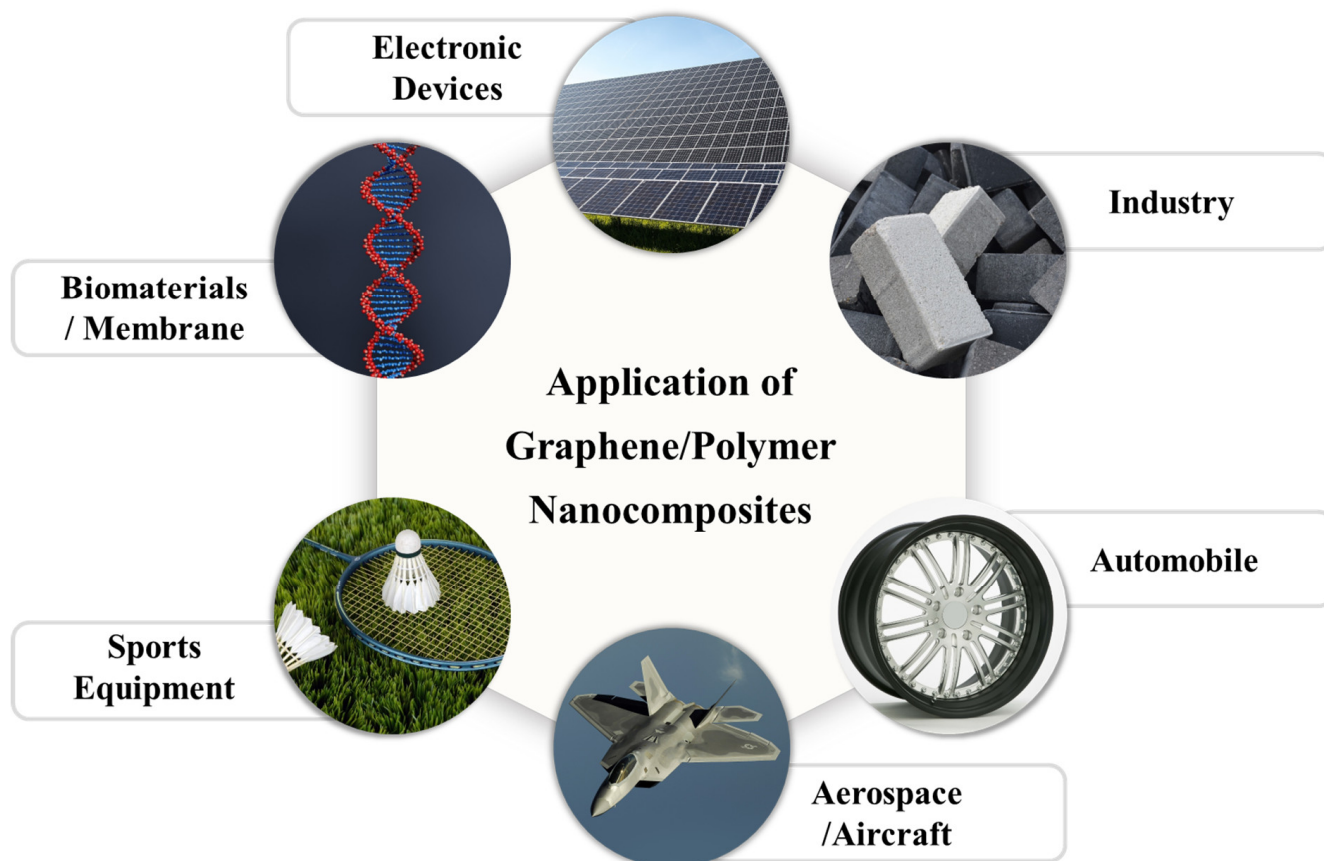 Electronic
Devices
Industry
Biomaterials
/ Membrane
Application of
Graphene/Polymer
Nanocomposites
Automobile
Sports
Equipment
Aerospace
/Aircraft